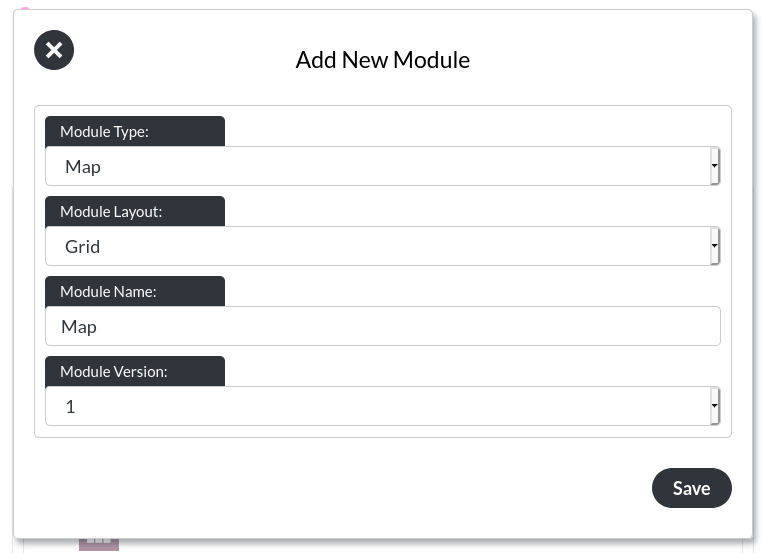 Add New Module
Module Type:
Map
Module Layout:
Grid
Module Name:
Map
Module Version:
1
Save